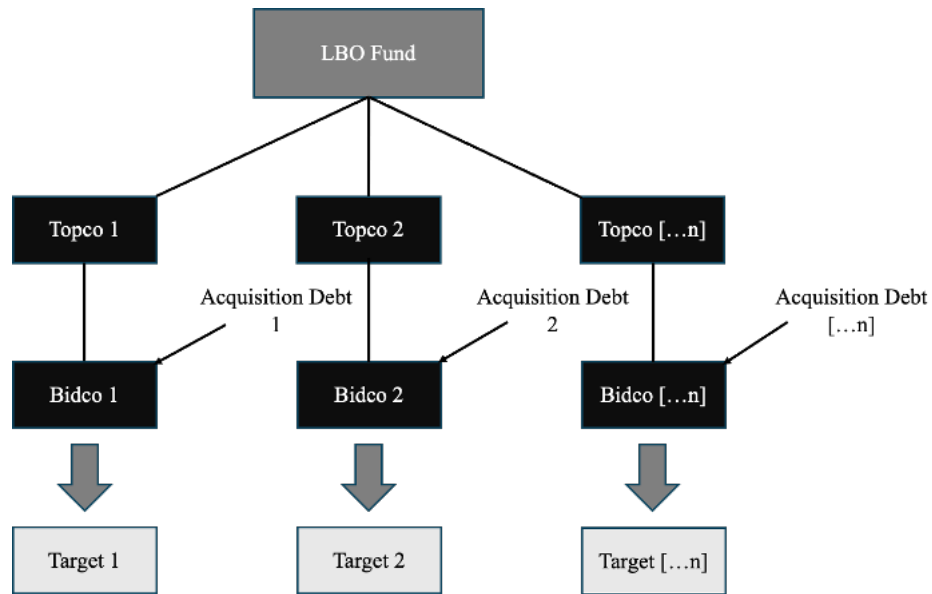 LBO Fund
Topco 1
Topco 2
Topco […n]
Acquisition Debt
1
Acquisition Debt
2
Acquisition Debt
[…n]
Bidco 1
Bidco 2
Bidco […n]
Target 1
Target 2
Target […n]